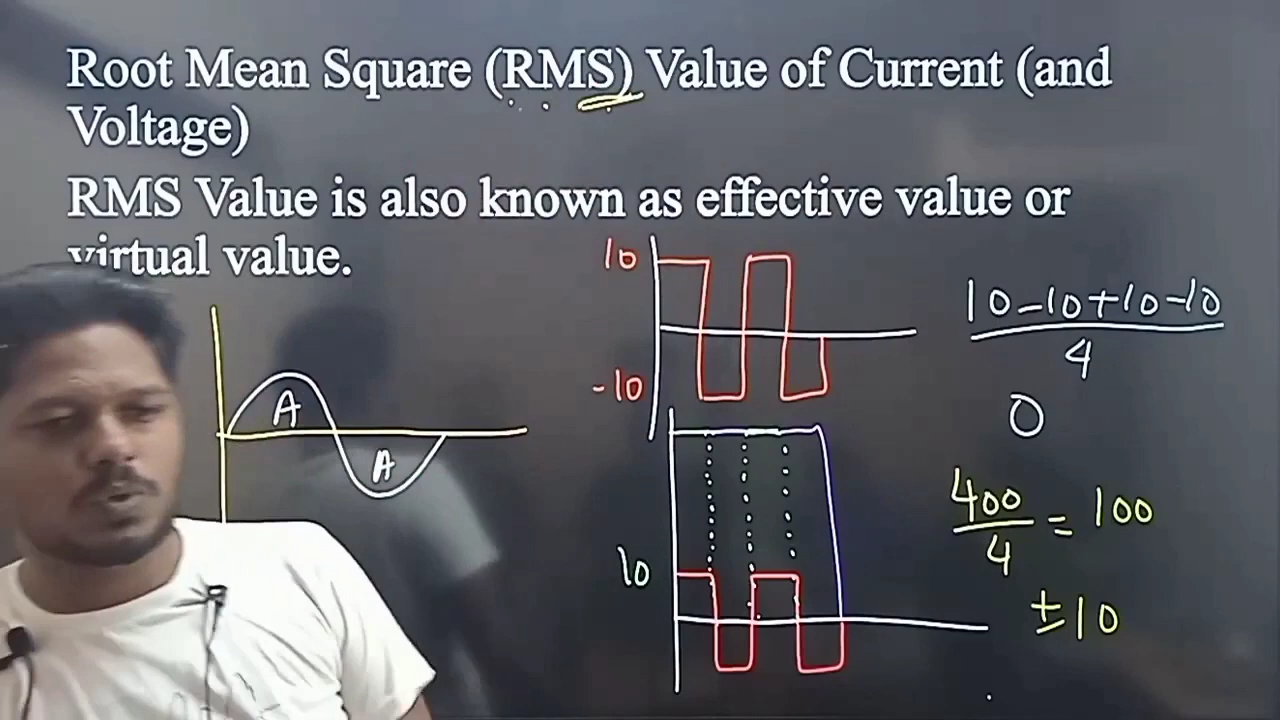 Root Mean Square (RMS) Value of Current (and
Voltage)
RMS Value is also known as effective value or
virtual value.
A
A
10
-10
10-10+10-10
4
0
400
4
= 100
10
±10